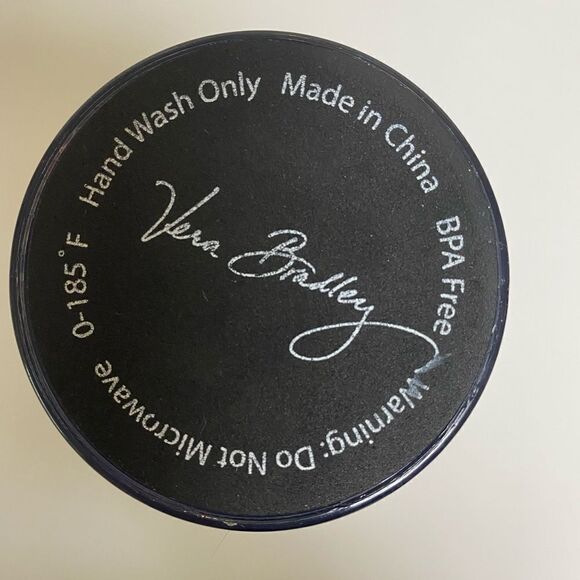 Hand Wash Only
Made in China
BPA Free
Warning: Do Not Microwave
0-185°F
Vera Bradley